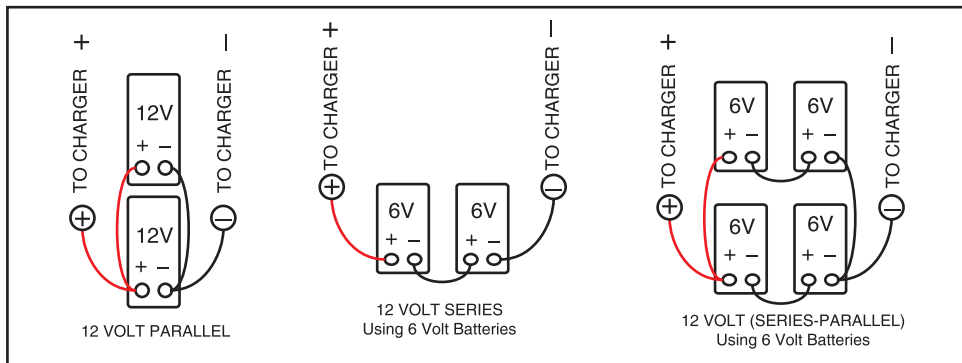 +
TO CHARGER
12V
+ −
12V
+ −
−
TO CHARGER
+
−
12 VOLT PARALLEL
+
TO CHARGER
+
6V
+ −
6V
+ −
−
TO CHARGER
−
12 VOLT SERIES
Using 6 Volt Batteries
+
TO CHARGER
6V
+ −
6V
+ −
−
TO CHARGER
+
6V
+ −
6V
+ −
−
12 VOLT (SERIES-PARALLEL)
Using 6 Volt Batteries